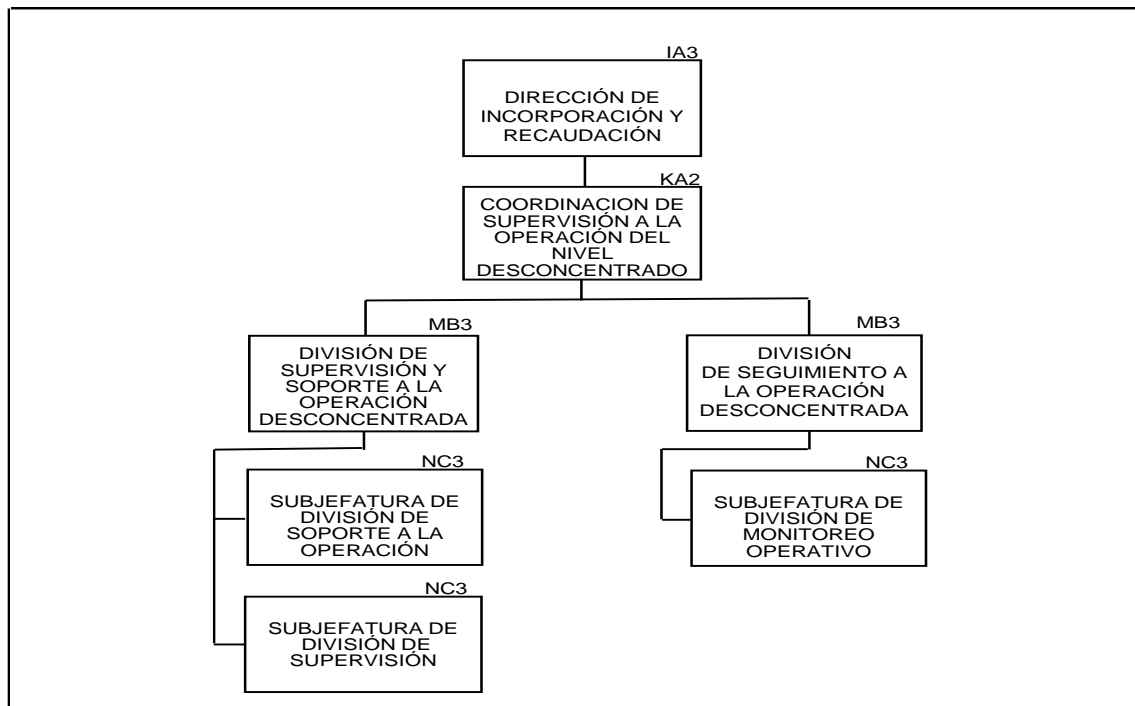 IA3
DIRECCIÓN DE
INCORPORACIÓN Y
RECAUDACIÓN
KA2
COORDINACION DE
SUPERVISIÓN A LA
OPERACIÓN DEL
NIVEL
DESCONCENTRADO
MB3
DIVISIÓN DE
SUPERVISIÓN Y
SOPORTE A LA
OPERACIÓN
DESCONCENTRADA
MB3
DIVISIÓN
DE SEGUIMIENTO A
LA OPERACIÓN
DESCONCENTRADA
NC3
SUBJEFATURA DE
DIVISIÓN DE
SOPORTE A LA
OPERACIÓN
NC3
SUBJEFATURA DE
DIVISIÓN DE
MONITOREO
OPERATIVO
NC3
SUBJEFATURA DE
DIVISIÓN DE
SUPERVISIÓN